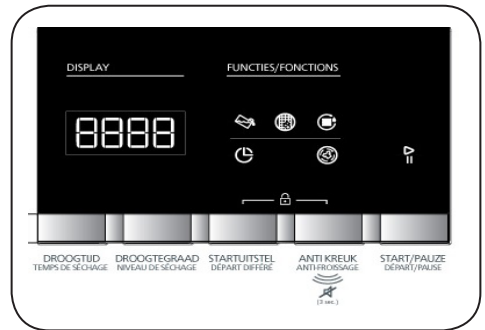 DISPLAY
FUNCTIES/FONCTIONS
8888
DROOGTIJD
TEMPS DE SÉCHAGE
DROOGTEGRAAD
NIVEAU DE SÉCHAGE
STARTUITSTEL
DÉPART DIFFÉRÉ
ANTI KREUK
ANTI-FROISSAGE
(3 sec.)
START/PAUZE
DÉPART/PAUSE